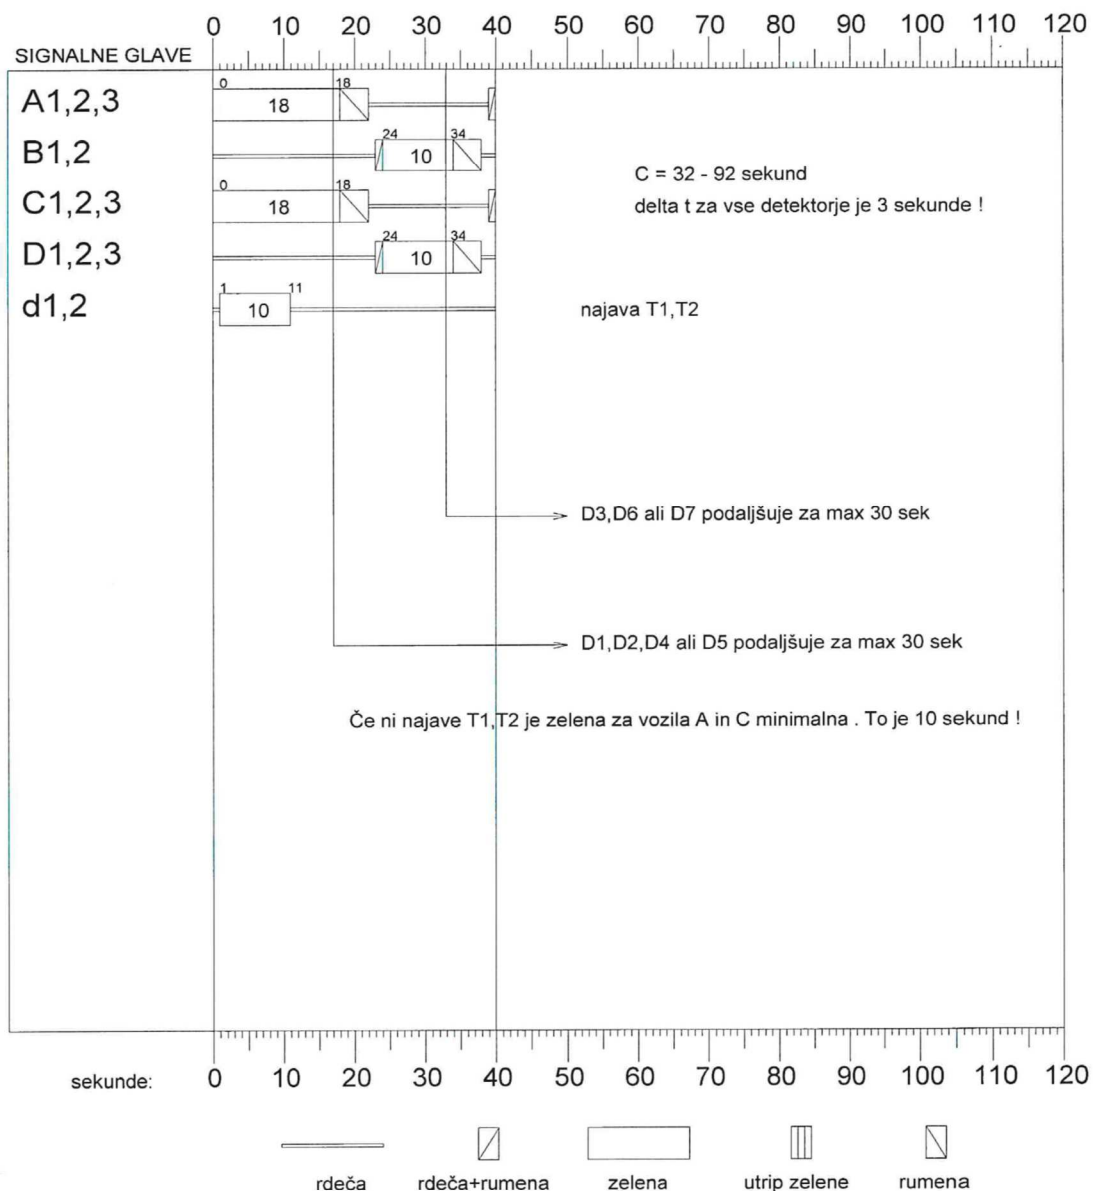 0 10 20 30 40 50 60 70 80 90 100 110 120
SIGNALNE GLAVE
0 18
A1,2,3 18
24 34
B1,2 10
C = 32 - 92 sekund
0 18
C1,2,3 18
delta t za vse detektorje je 3 sekunde !
24 34
D1,2,3 10
1 11
d1,2 10 najava T1,T2
D3,D6 ali D7 podaljšuje za max 30 sek
D1,D2,D4 ali D5 podaljšuje za max 30 sek
Če ni najave T1,T2 je zelena za vozila A in C minimalna . To je 10 sekund !
sekunde: 0 10 20 30 40 50 60 70 80 90 100 110 120
rdeča rdeča+rumena zelena utrip zelene rumena